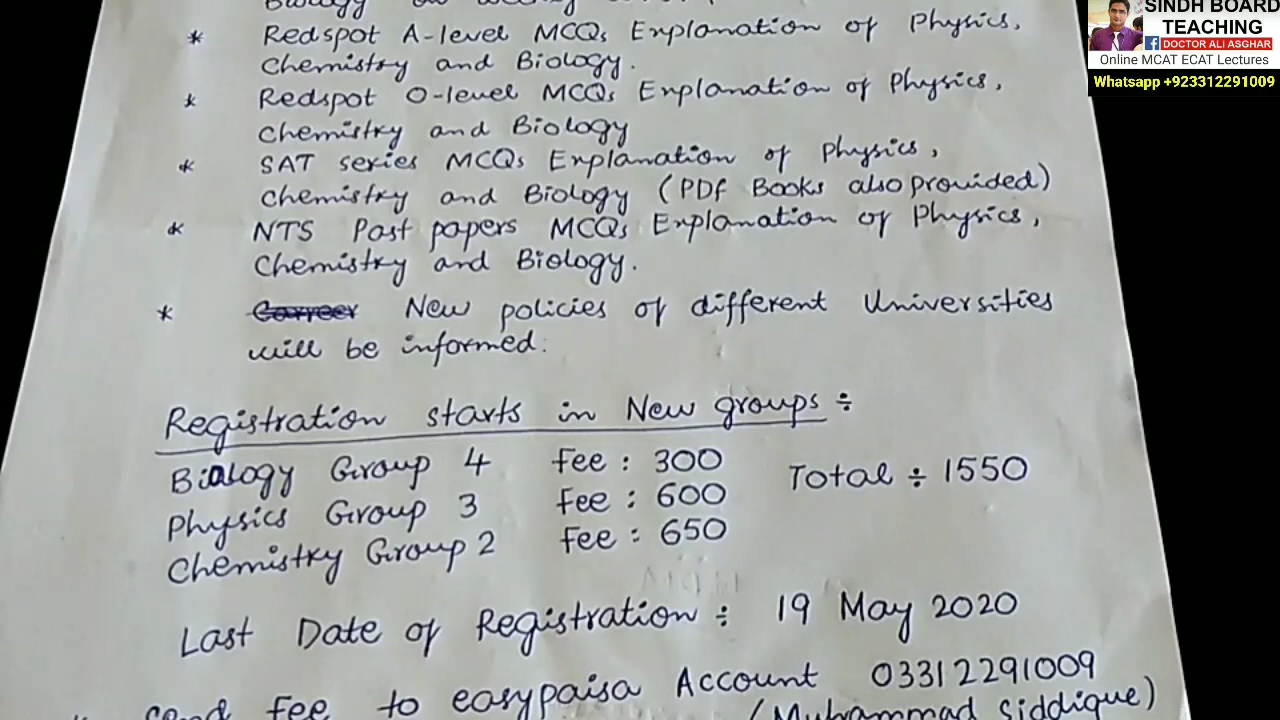 Biology on weekly
* Redspot A-level MCQs Explanation of Physics,
Chemistry and Biology.
* Redspot O-level MCQs Explanation of Physics,
Chemistry and Biology
* SAT series MCQs Explanation of Physics,
Chemistry and Biology (PDF Books also provided)
* NTS Past papers MCQs Explanation of Physics,
Chemistry and Biology.
* Carreer New policies of different Universities
will be informed.
Registration starts in New groups ÷
Biology Group 4 Fee : 300 Total ÷ 1550
Physics Group 3 Fee : 600
Chemistry Group 2 Fee : 650
Last Date of Registration ÷ 19 May 2020
* Send Fee to easypaisa Account 03312291009
(Muhammad Siddique)
SINDH BOARD
TEACHING
f DOCTOR ALI ASGHAR
Online MCAT ECAT Lectures
Whatsapp +923312291009